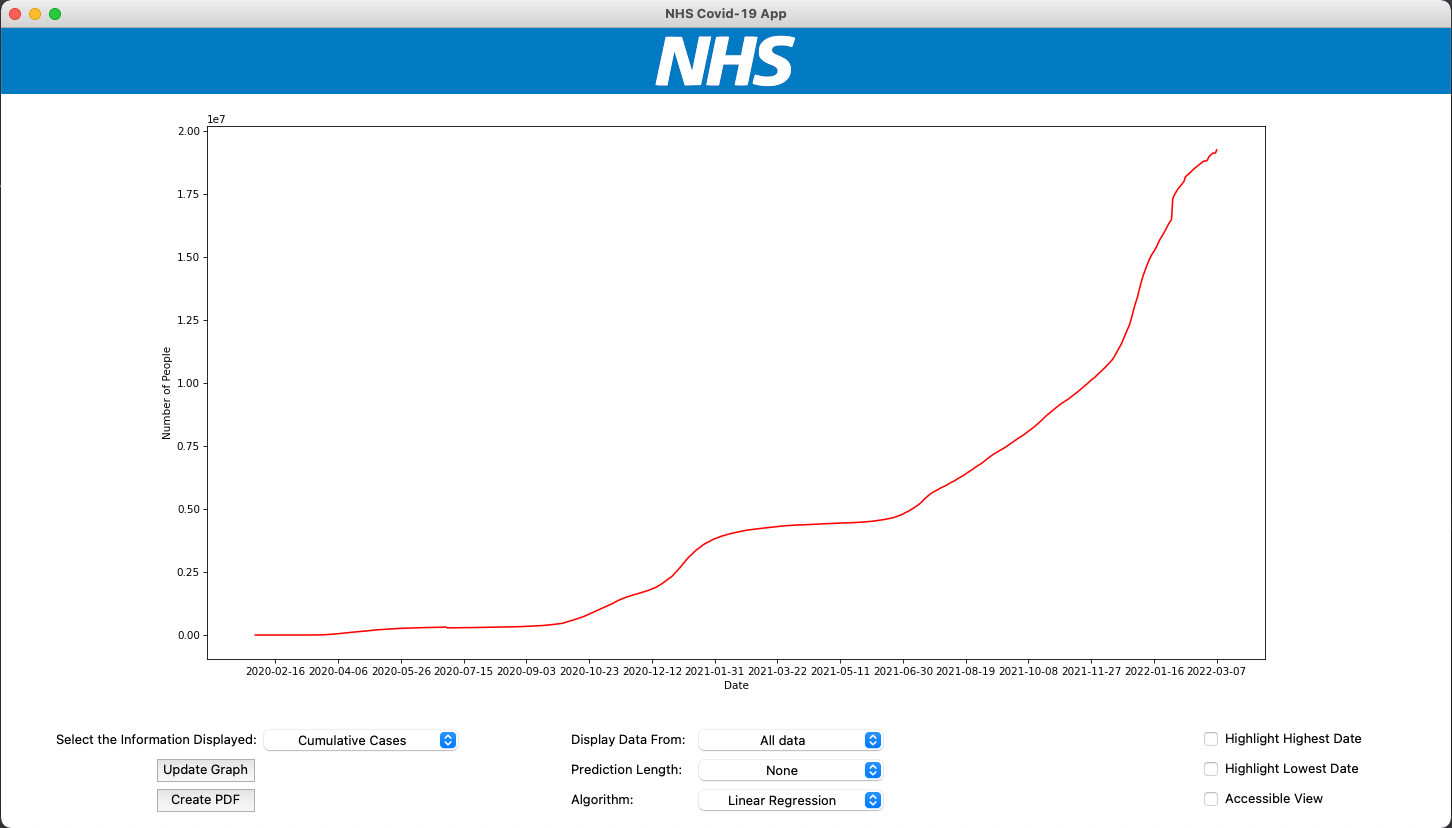 NHS Covid-19 App
NHS
1e7
2.00
1.75
1.50
1.25
1.00
0.75
0.50
0.25
0.00
Number of People
2020-02-16 2020-04-06 2020-05-26 2020-07-15 2020-09-03 2020-10-23 2020-12-12 2021-01-31 2021-03-22 2021-05-11 2021-06-30 2021-08-19 2021-10-08 2021-11-27 2022-01-16 2022-03-07
Date
Select the Information Displayed: Cumulative Cases Display Data From: All data Highlight Highest Date
Update Graph Prediction Length: None Highlight Lowest Date
Create PDF Algorithm: Linear Regression Accessible View